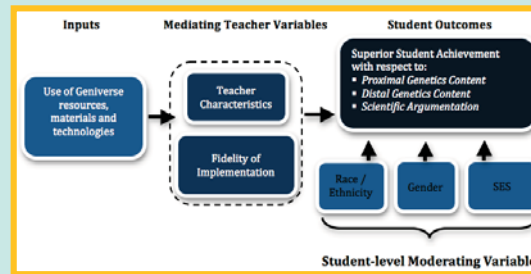 Inputs
Mediating Teacher Variables
Student Outcomes
Use of Geniverse
resources,
materials and
technologies
Teacher
Characteristics
Fidelity of
Implementation
Superior Student Achievement
with respect to:
▪ Proximal Genetics Content
▪ Distal Genetics Content
▪ Scientific Argumentation
Race /
Ethnicity
Gender
SES
Student-level Moderating Variable